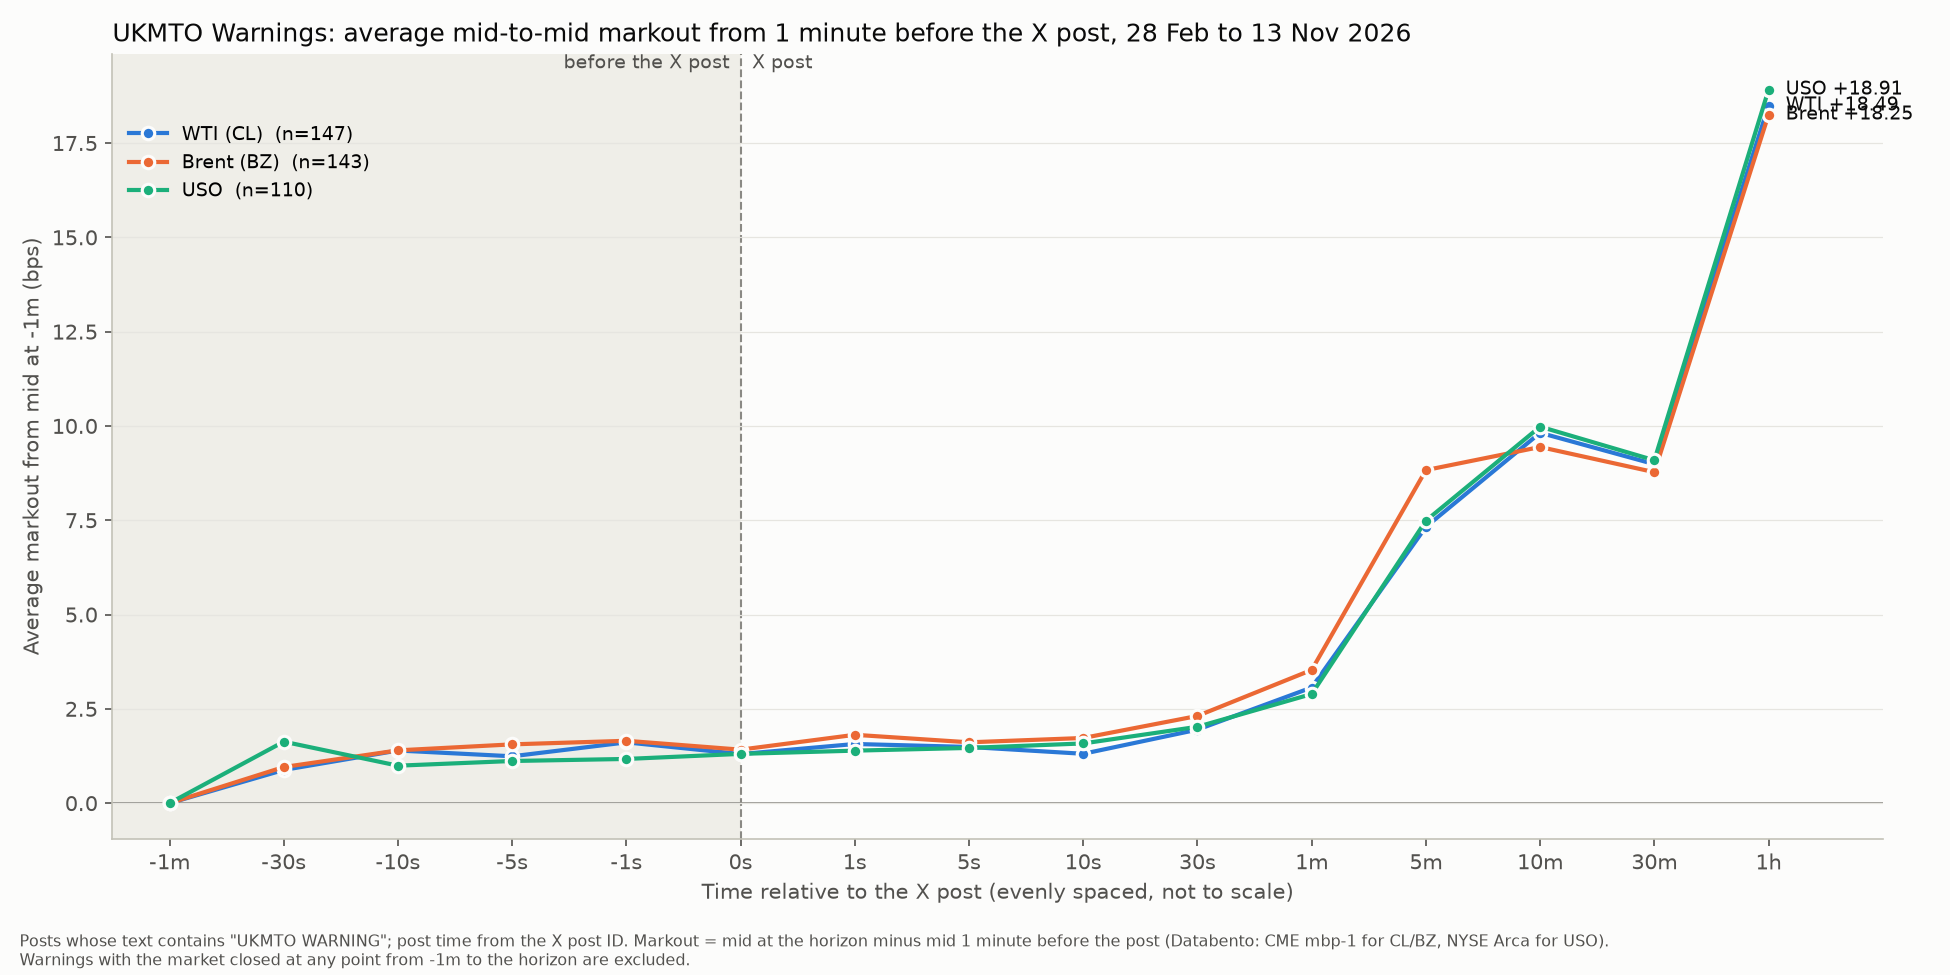 UKMTO Warnings: average mid-to-mid markout from 1 minute before the X post, 28 Feb to 13 Nov 2026
before the X post
X post
USO +18.91
WTI +18.49
Brent +18.25
WTI (CL) (n=147)
Brent (BZ) (n=143)
USO (n=110)
Average markout from mid at -1m (bps)
17.5
15.0
12.5
10.0
7.5
5.0
2.5
0.0
-1m -30s -10s -5s -1s 0s 1s 5s 10s 30s 1m 5m 10m 30m 1h
Time relative to the X post (evenly spaced, not to scale)
Posts whose text contains "UKMTO WARNING"; post time from the X post ID. Markout = mid at the horizon minus mid 1 minute before the post (Databento: CME mbp-1 for CL/BZ, NYSE Arca for USO).
Warnings with the market closed at any point from -1m to the horizon are excluded.